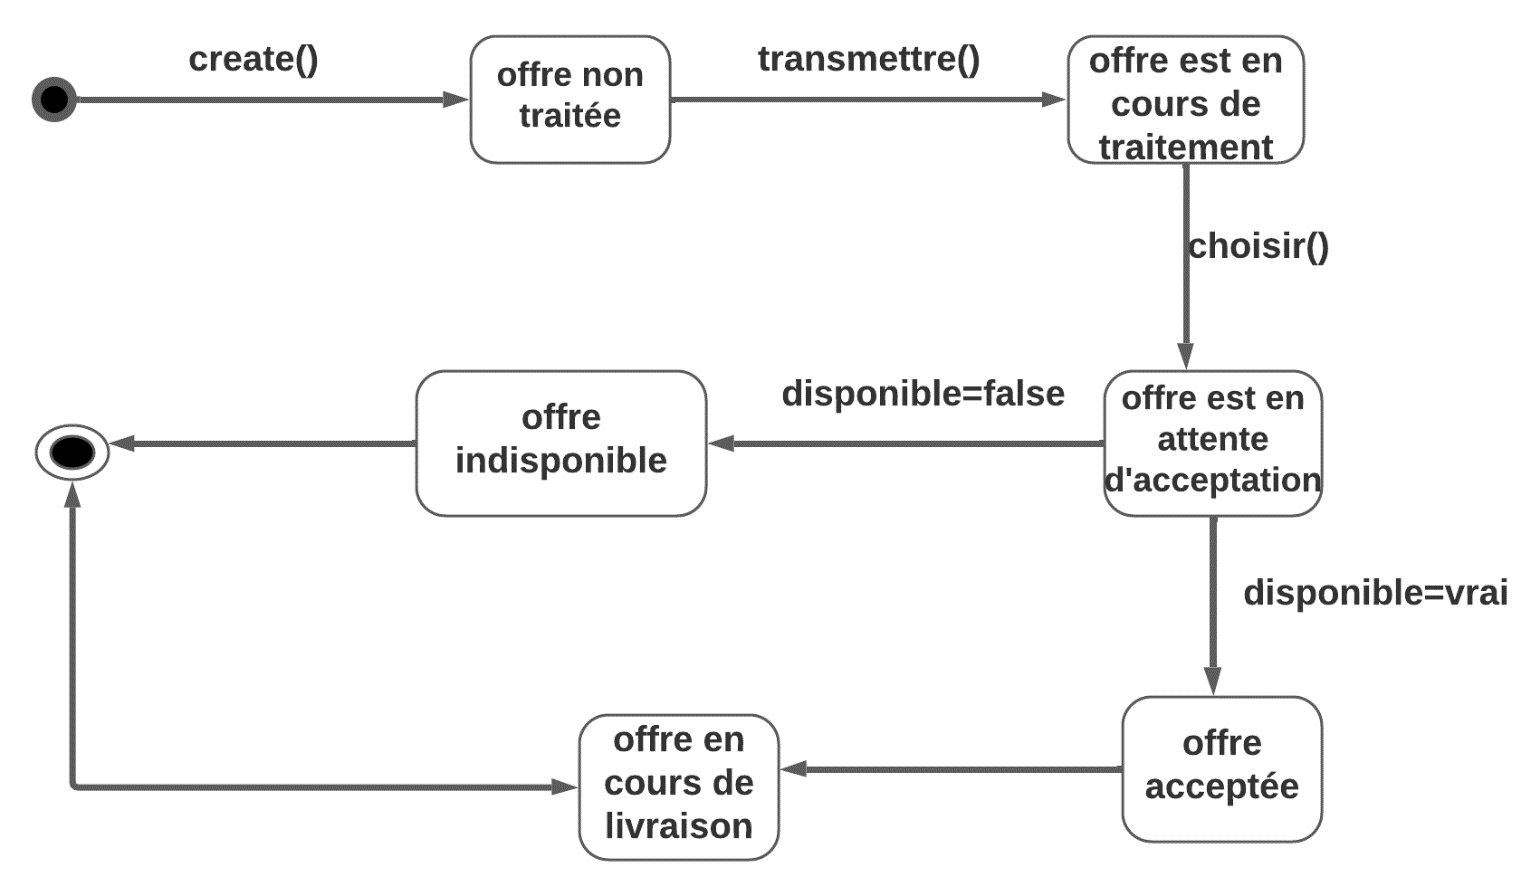 create()
offre non
traitée
transmettre()
offre est en
cours de
traitement
choisir()
offre
indisponible
disponible=false
offre est en
attente
d'acceptation
disponible=vrai
offre en
cours de
livraison
offre
acceptée